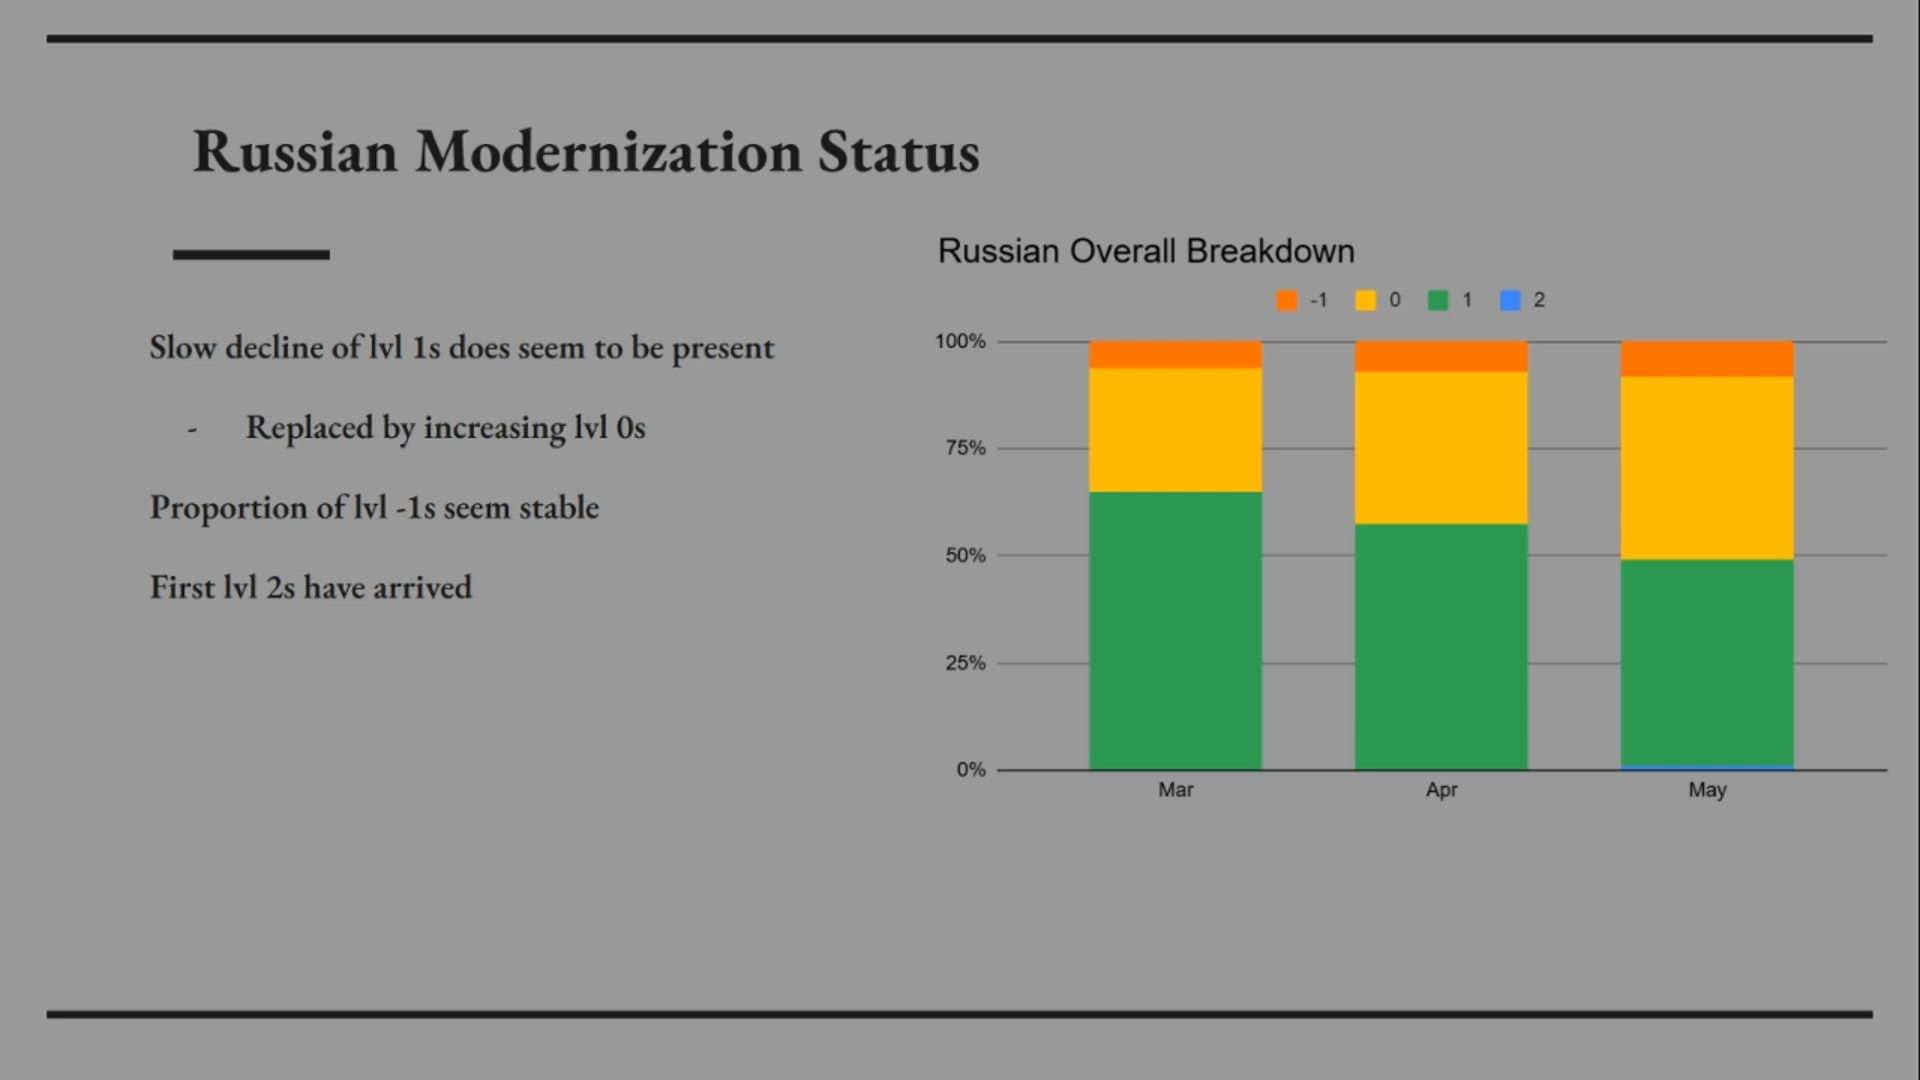 Russian Modernization Status
Slow decline of lvl 1s does seem to be present
- Replaced by increasing lvl 0s
Proportion of lvl -1s seem stable
First lvl 2s have arrived
Russian Overall Breakdown
-1 0 1 2
100%
75%
50%
25%
0%
Mar Apr May